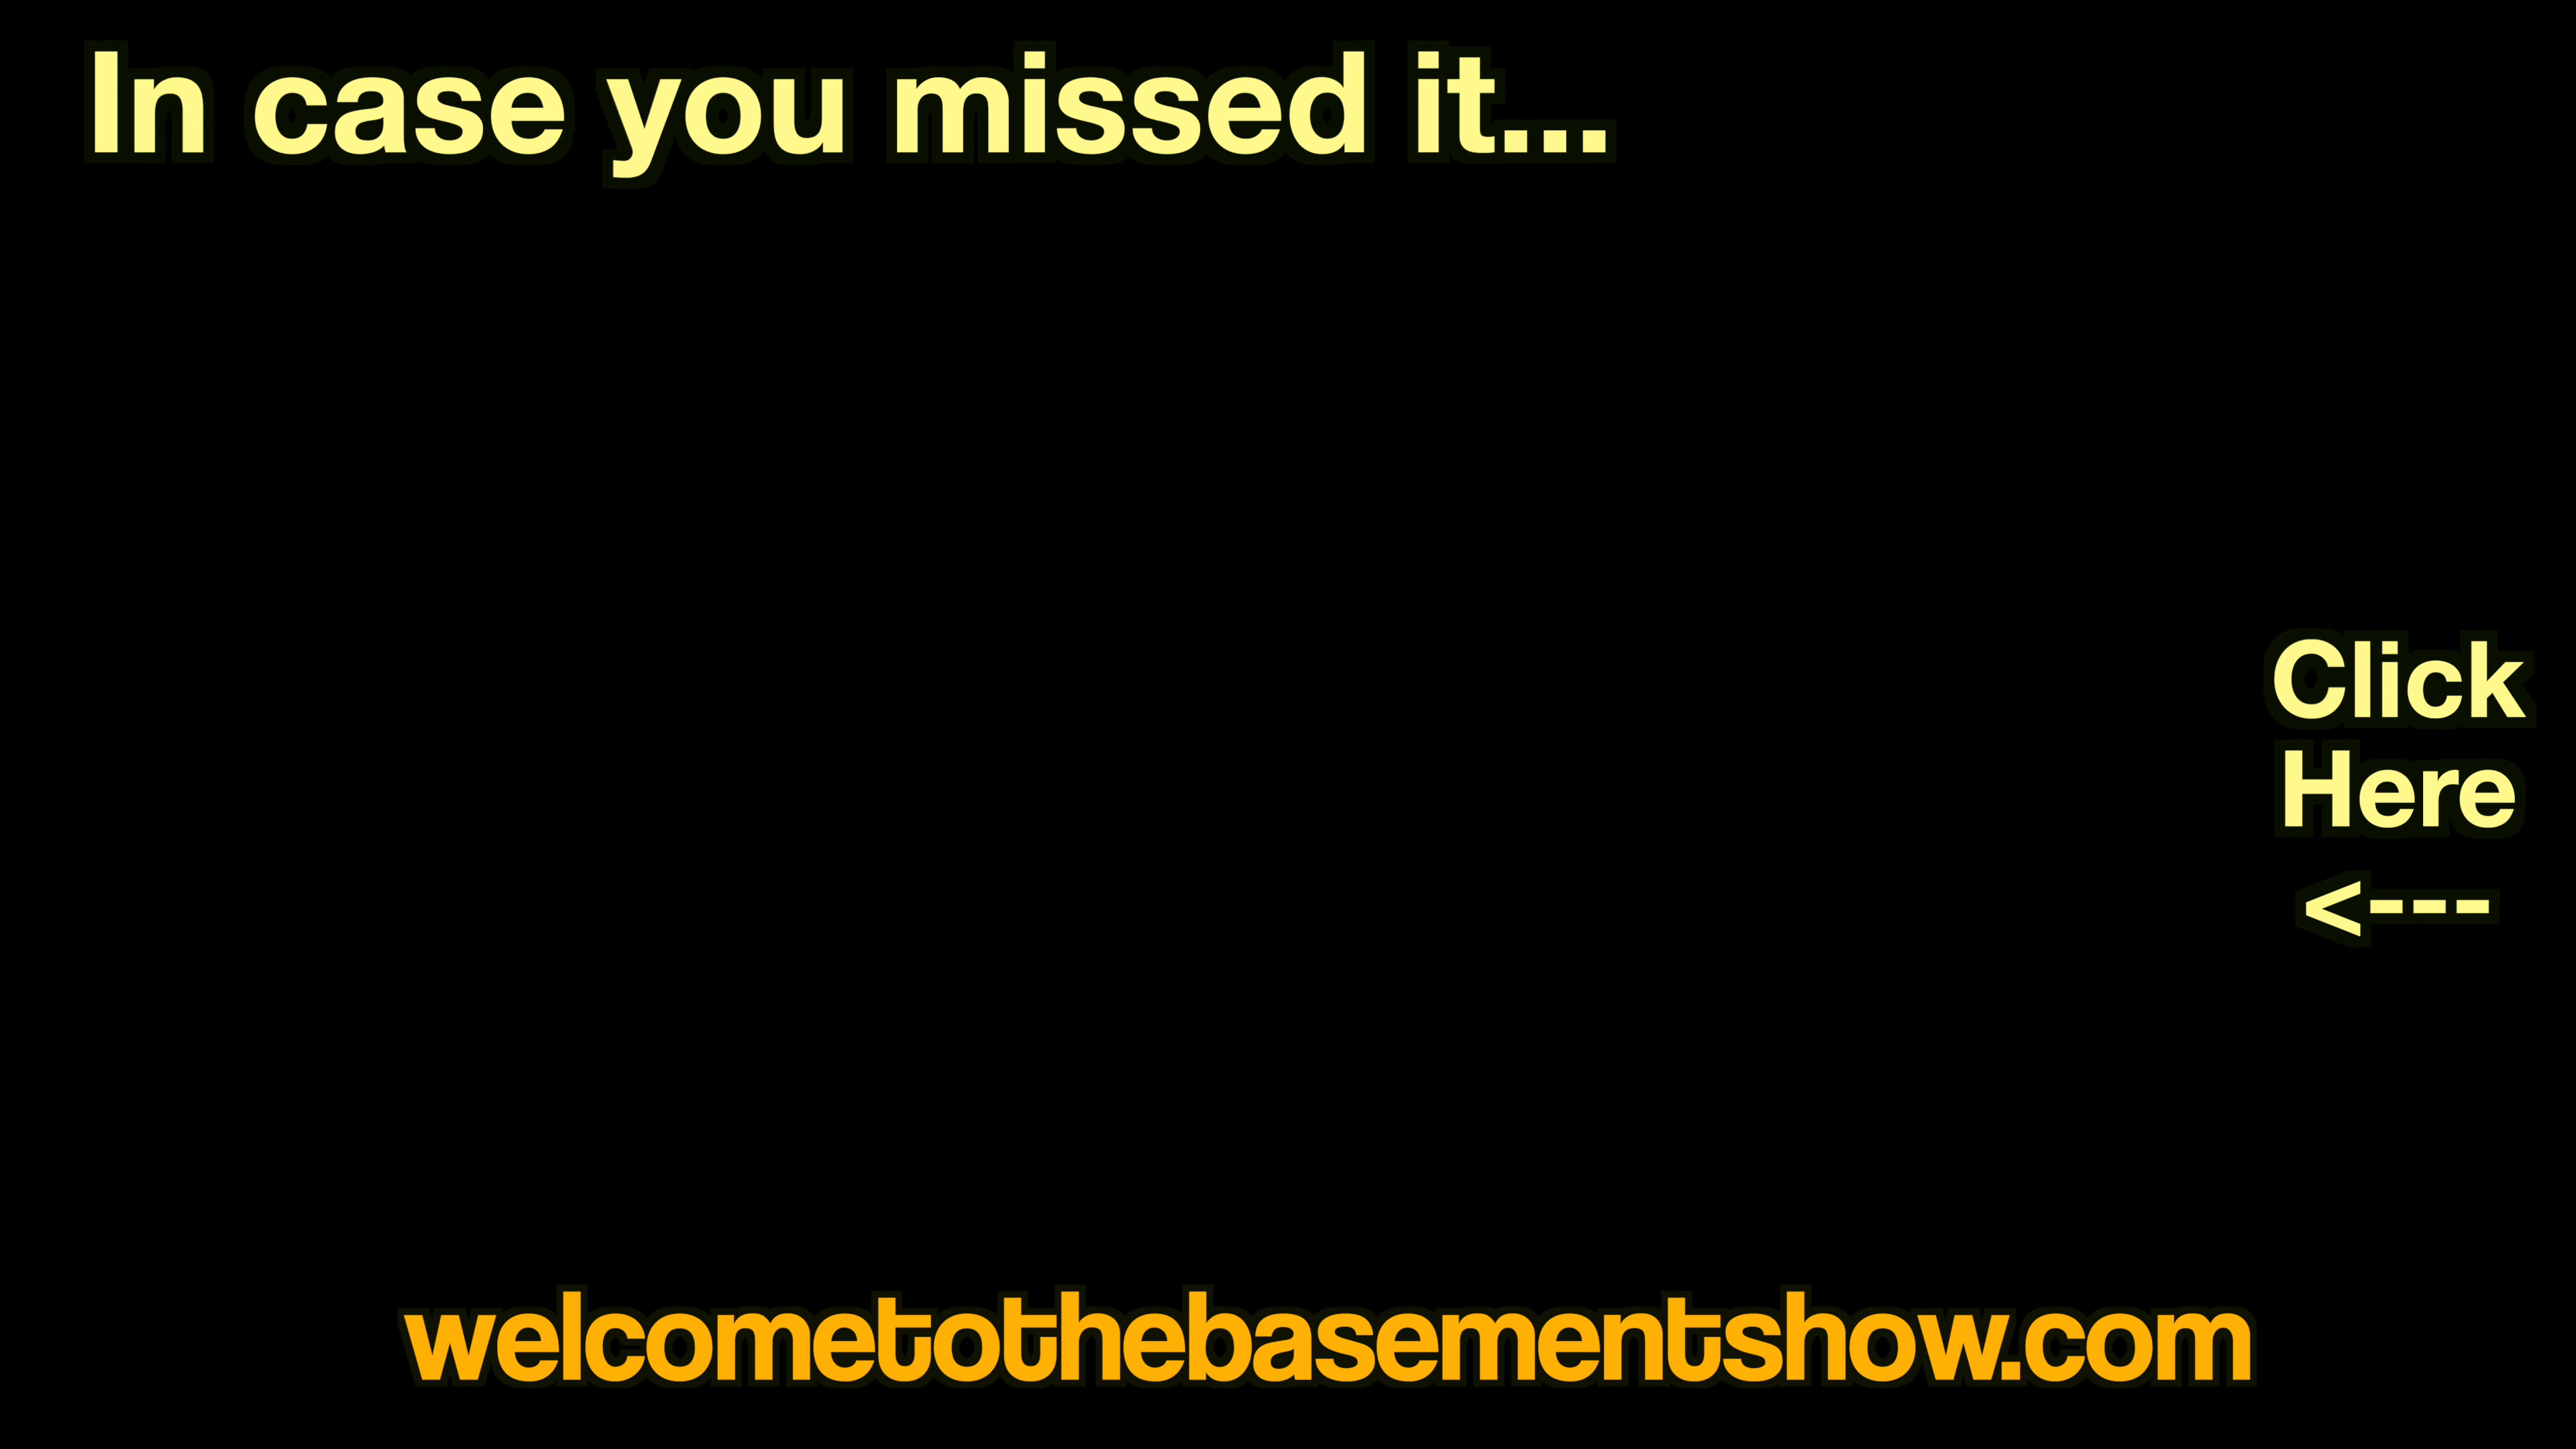 In case you missed it...
Click
Here
<---
welcometothebasementshow.com